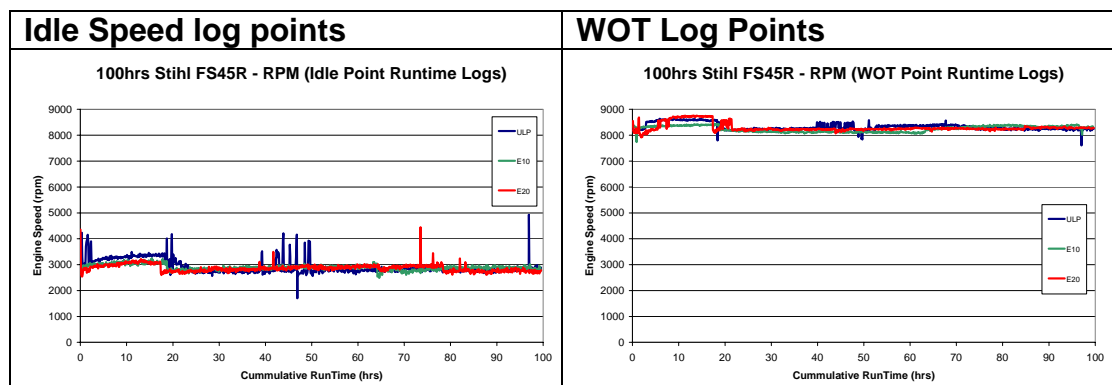 Idle Speed log points
WOT Log Points
100hrs Stihl FS45R - RPM (Idle Point Runtime Logs)
Engine Speed (rpm)
9000
8000
7000
6000
5000
4000
3000
2000
1000
0
0 10 20 30 40 50 60 70 80 90 100
Cummulative RunTime (hrs)
ULP
E10
E20
100hrs Stihl FS45R - RPM (WOT Point Runtime Logs)
Engine Speed (rpm)
9000
8000
7000
6000
5000
4000
3000
2000
1000
0
0 10 20 30 40 50 60 70 80 90 100
Cummulative RunTime (hrs)
ULP
E10
E20